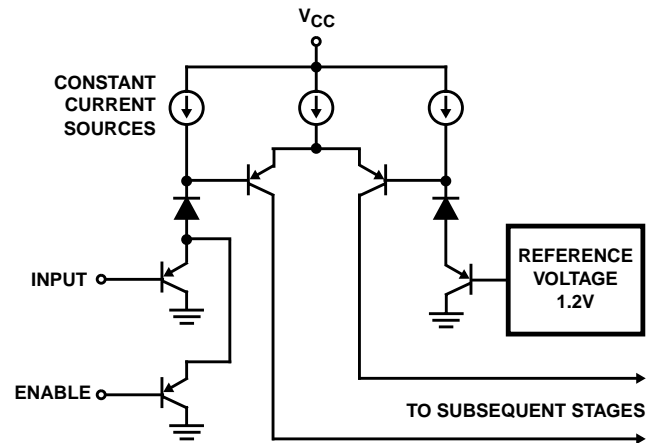 VCC
CONSTANT
CURRENT
SOURCES
INPUT
REFERENCE
VOLTAGE
1.2V
ENABLE
TO SUBSEQUENT STAGES